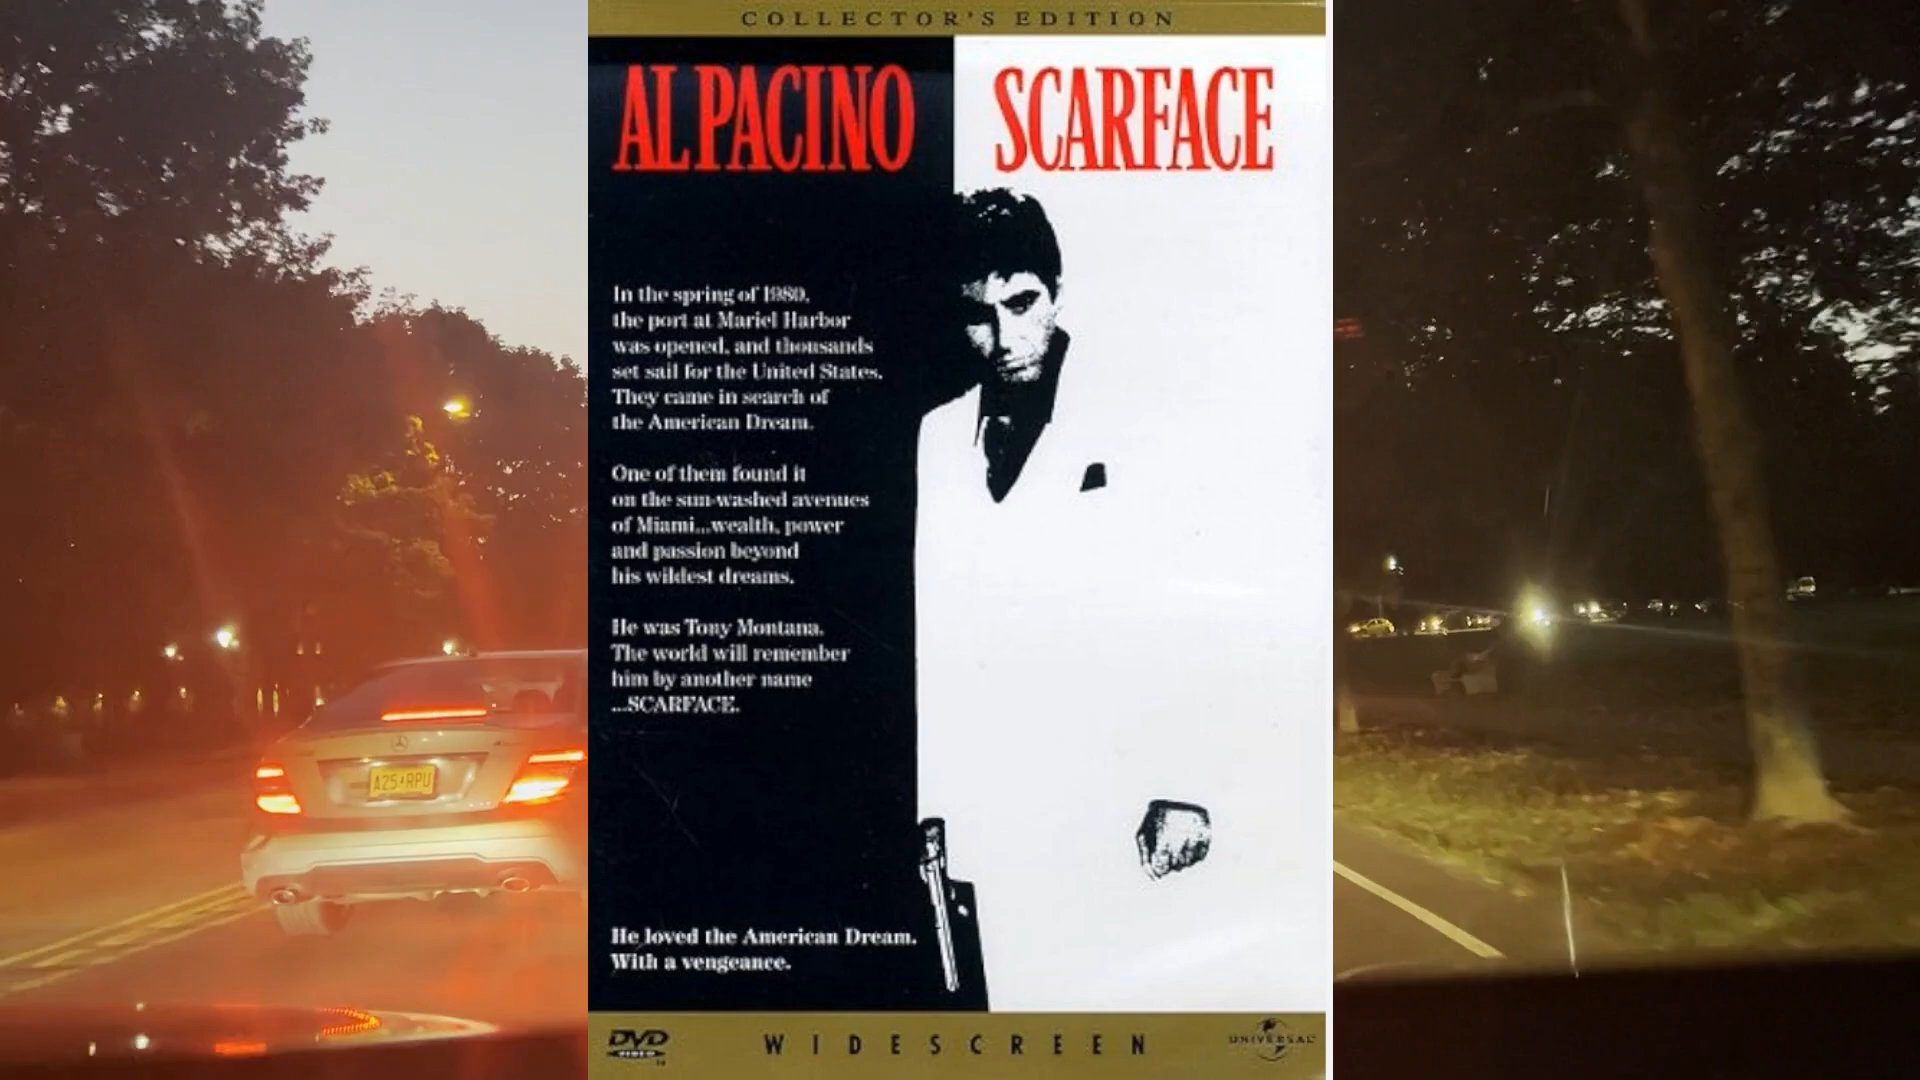 COLLECTOR'S EDITION
AL PACINO
SCARFACE
In the spring of 1980,
the port at Mariel Harbor
was opened, and thousands
set sail for the United States.
They came in search of
the American Dream.
One of them found it
on the sun-washed avenues
of Miami...wealth, power
and passion beyond
his wildest dreams.
He was Tony Montana.
The world will remember
him by another name
...SCARFACE.
He loved the American Dream.
With a vengeance.
DVD
VIDEO
WIDESCREEN
UNIVERSAL
A25 RPU